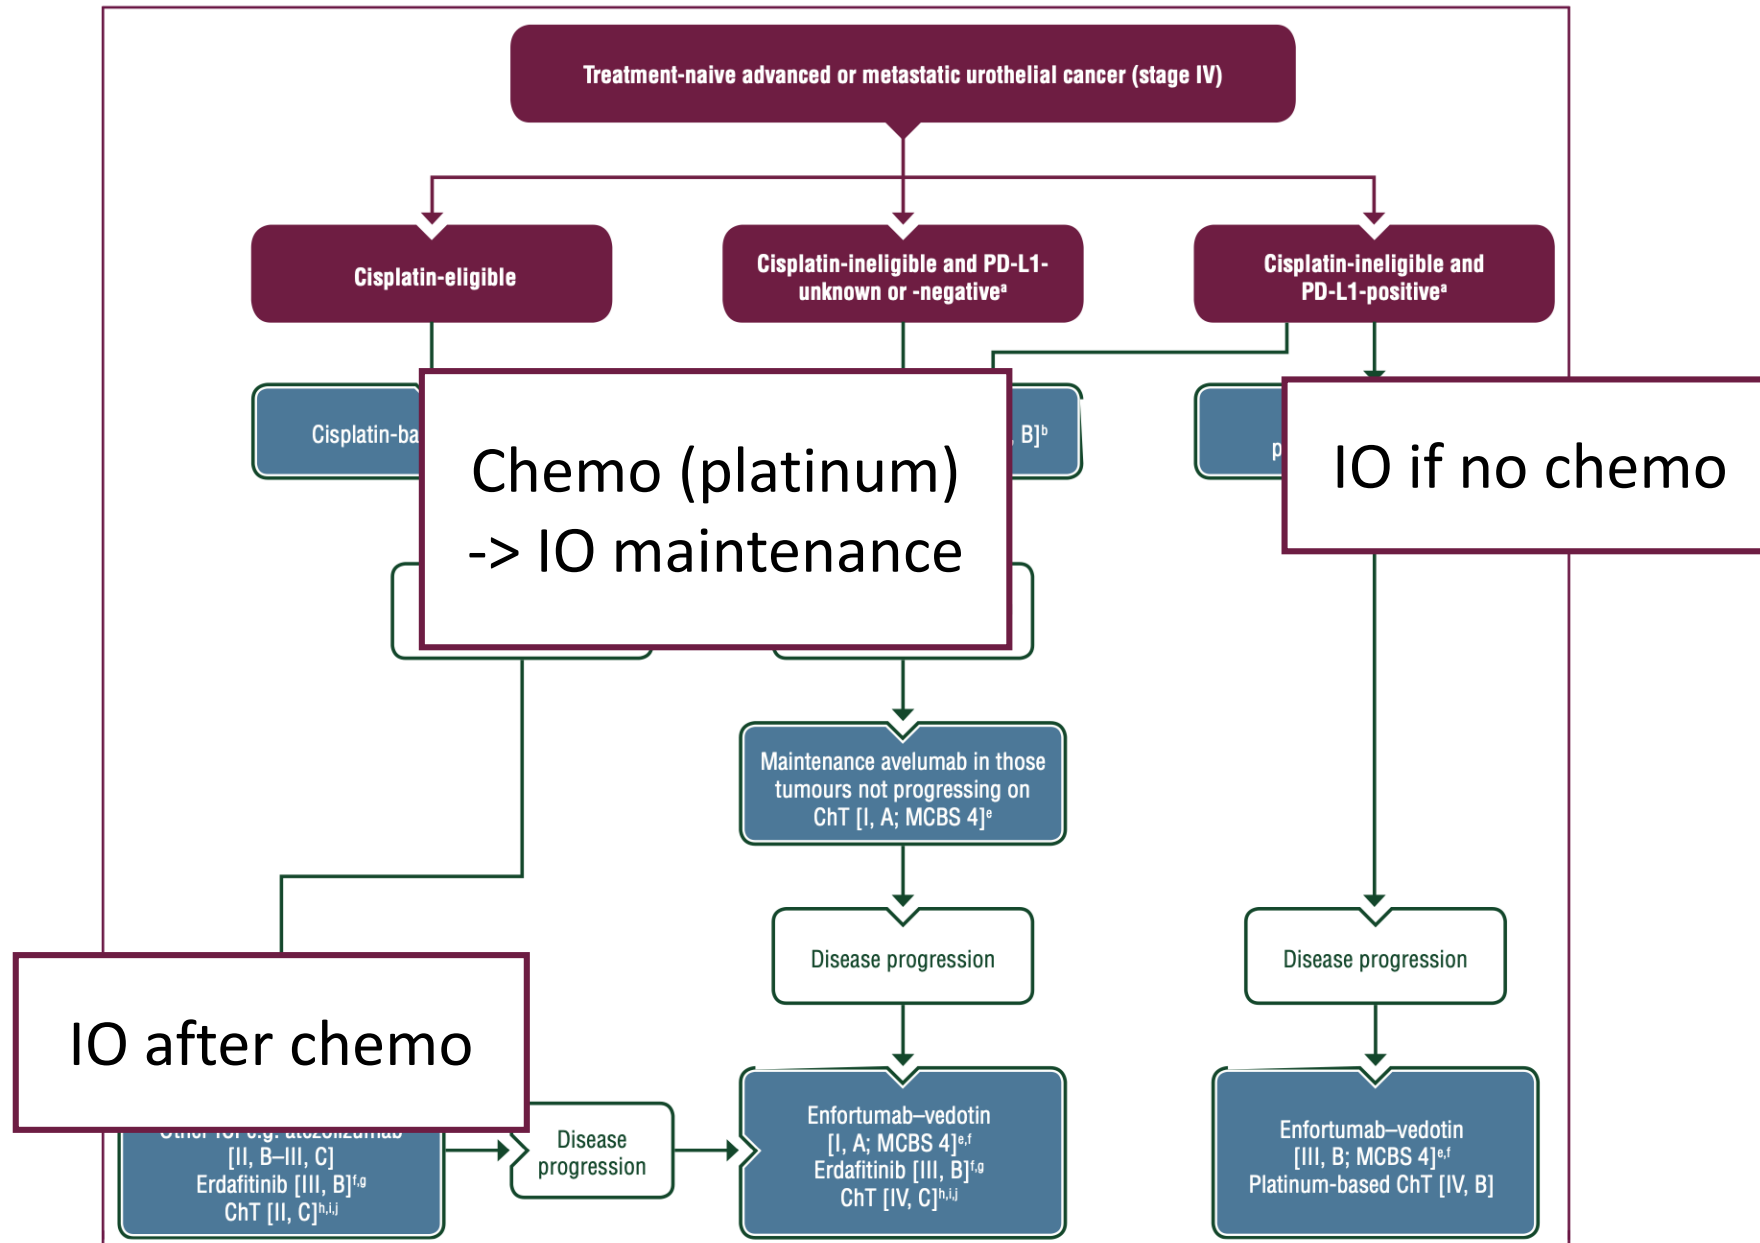 Treatment-naive advanced or metastatic urothelial cancer (stage IV)
Cisplatin-eligible
Cisplatin-ineligible and PD-L1-
unknown or -negativeᵃ
Cisplatin-ineligible and
PD-L1-positiveᵃ
, B]ᵇ
Chemo (platinum)
-> IO maintenance
IO if no chemo
Maintenance avelumab in those
tumours not progressing on
ChT [I, A; MCBS 4]ᵉ
Disease progression
Disease progression
IO after chemo
Other ICI e.g. atezolizumab
[II, B–III, C]
Erdafitinib [III, B]ᶠ,ᵍ
ChT [II, C]ʰ,ⁱ,ʲ
Disease
progression
Enfortumab–vedotin
[I, A; MCBS 4]ᵉ,ᶠ
Erdafitinib [III, B]ᶠ,ᵍ
ChT [IV, C]ʰ,ⁱ,ʲ
Enfortumab–vedotin
[III, B; MCBS 4]ᵉ,ᶠ
Platinum-based ChT [IV, B]